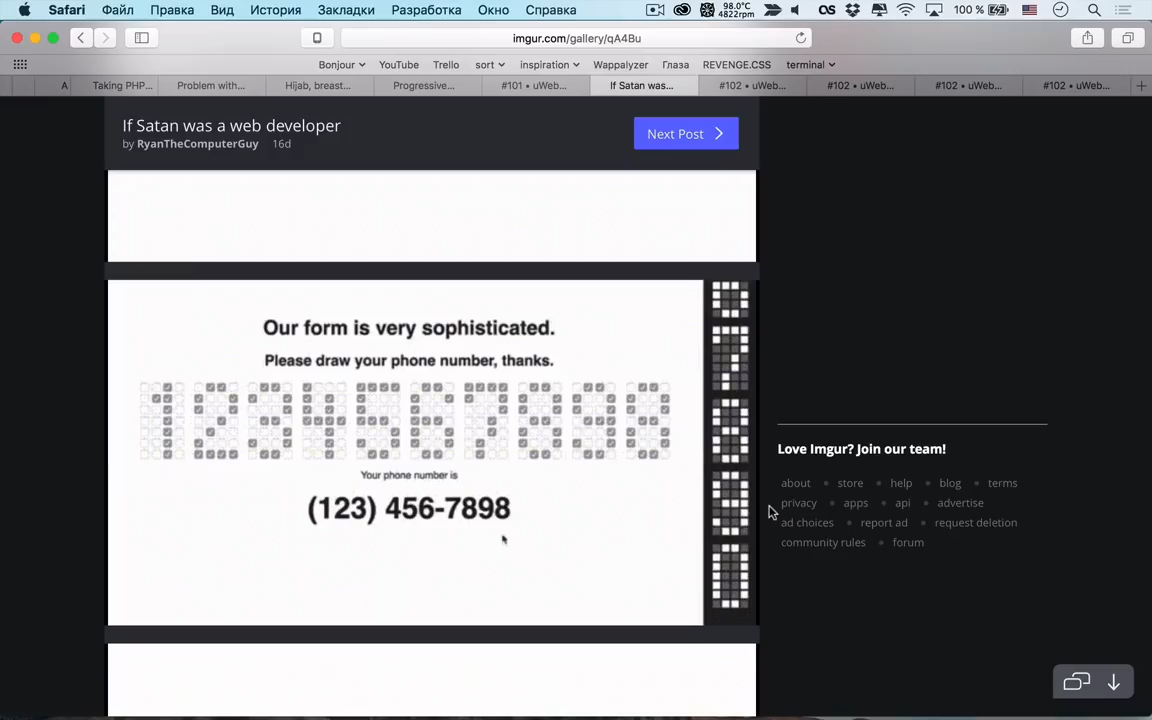 Safari Файл Правка Вид История Закладки Разработка Окно Справка 98.0°C 4822rpm 100 %
imgur.com/gallery/qA4Bu
Bonjour YouTube Trello sort inspiration Wappalyzer Глаза REVENGE.CSS terminal
A Taking PHP... Problem with... Hijab, breast... Progressive... #101 • uWeb... If Satan was... #102 • uWeb... #102 • uWeb... #102 • uWeb... #102 • uWeb...
If Satan was a web developer
by RyanTheComputerGuy 16d
Next Post
Our form is very sophisticated.
Please draw your phone number, thanks.
1234567898
Your phone number is
(123) 456-7898
Love Imgur? Join our team!
about store help blog terms
privacy apps api advertise
ad choices report ad request deletion
community rules forum